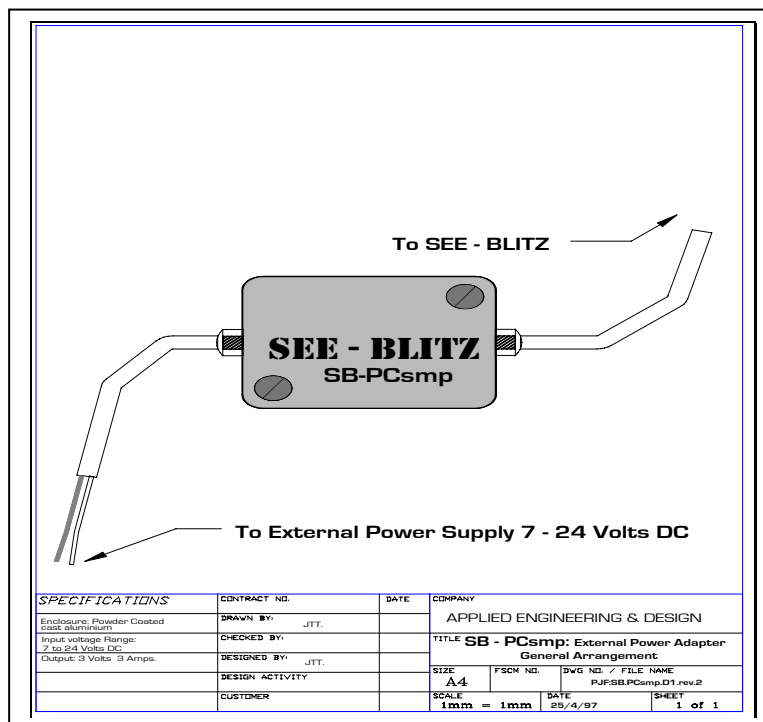 To SEE - BLITZ
SEE - BLITZ
SB-PCsmp
To External Power Supply 7 - 24 Volts DC
SPECIFICATIONS
Enclosure; Powder Coated
cast aluminium
Input voltage Range:
7 to 24 Volts DC
Output: 3 Volts 3 Amps.
CONTRACT NO.
DATE
DRAWN BY: JTT.
CHECKED BY:
DESIGNED BY: JTT.
DESIGN ACTIVITY
CUSTOMER
COMPANY
APPLIED ENGINEERING & DESIGN
TITLE SB - PCsmp: External Power Adapter
General Arrangement
SIZE
A4
FSCM NO.
DWG NO. / FILE NAME
PJF:SB.PCsmp.D1.rev.2
SCALE
1mm = 1mm
DATE
25/4/97
SHEET
1 of 1